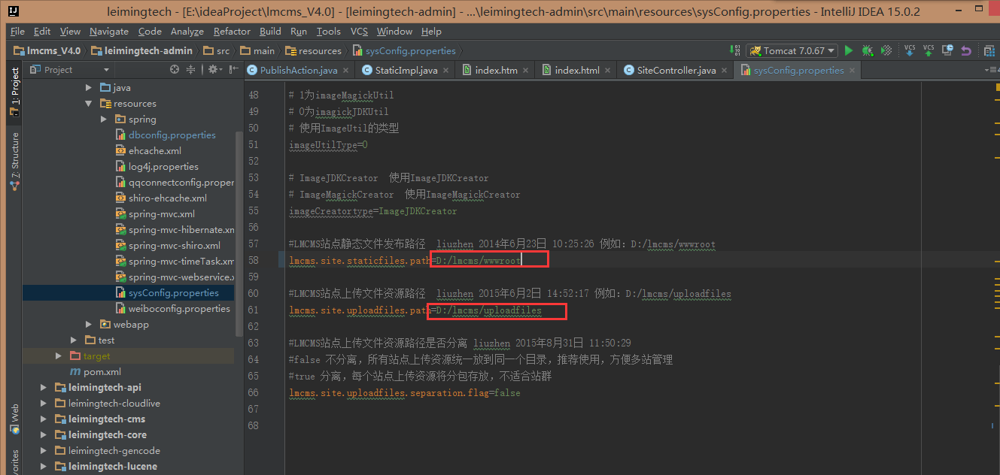 leimingtech - [E:\ideaProject\lmcms_V4.0] - [leimingtech-admin] - ...\leimingtech-admin\src\main\resources\sysConfig.properties - IntelliJ IDEA 15.0.2
File Edit View Navigate Code Analyze Refactor Build Run Tools VCS Window Help
lmcms_V4.0 leimingtech-admin src main resources sysConfig.properties Tomcat 7.0.67 VCS VCS
Project PublishAction.java StaticImpl.java index.htm index.html SiteController.java sysConfig.properties
1: Project
7: Structure
Web
java
resources
spring
dbconfig.properties
ehcache.xml
log4j.properties
qqconnectconfig.proper
shiro-ehcache.xml
spring-mvc.xml
spring-mvc-hibernate.xn
spring-mvc-shiro.xml
spring-mvc-timeTask.xm
spring-mvc-webservice.
sysConfig.properties
weiboconfig.properties
webapp
test
target
pom.xml
leimingtech-api
leimingtech-cloudlive
leimingtech-cms
leimingtech-core
leimingtech-gencode
leimingtech-lucene
48 # 1为imageMagickUtil
49 # 0为imagickJDKUtil
50 # 使用ImageUtil的类型
51 imageUtilType=0
52
53 # ImageJDKCreator 使用ImageJDKCreator
54 # ImageMagickCreator 使用ImageMagickCreator
55 imageCreatortype=ImageJDKCreator
56
57 #LMCMS站点静态文件发布路径 liuzhen 2014年6月23日 10:25:26 例如：D:/lmcms/wwwroot
58 lmcms.site.staticfiles.path=D:/lmcms/wwwroot
59
60 #LMCMS站点上传文件资源路径 liuzhen 2015年6月2日 14:52:17 例如：D:/lmcms/uploadfiles
61 lmcms.site.uploadfiles.path=D:/lmcms/uploadfiles
62
63 #LMCMS站点上传文件资源路径是否分离 liuzhen 2015年8月31日 11:50:29
64 #false 不分离，所有站点上传资源统一放到同一个目录，推荐使用，方便多站管理
65 #true 分离，每个站点上传资源将分包存放，不适合站群
66 lmcms.site.uploadfiles.separation.flag=false
67
68